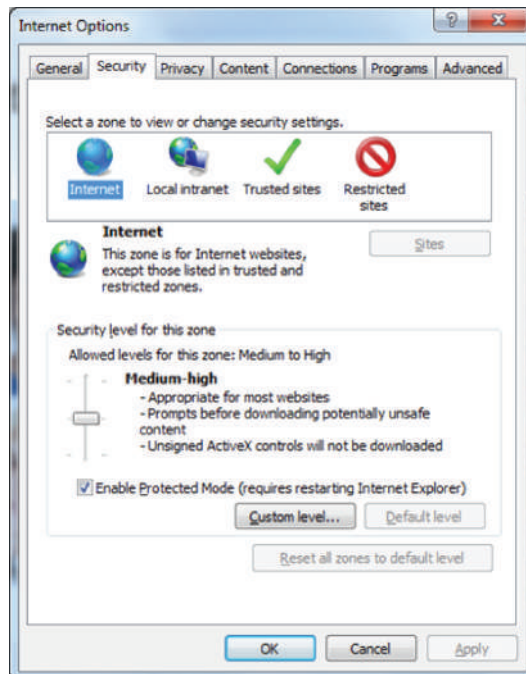 Internet Options
General Security Privacy Content Connections Programs Advanced
Select a zone to view or change security settings.
Internet Local intranet Trusted sites Restricted
sites
Internet
Sites
This zone is for Internet websites,
except those listed in trusted and
restricted zones.
Security level for this zone
Allowed levels for this zone: Medium to High
Medium-high
- Appropriate for most websites
- Prompts before downloading potentially unsafe
content
- Unsigned ActiveX controls will not be downloaded
Enable Protected Mode (requires restarting Internet Explorer)
Custom level... Default level
Reset all zones to default level
OK Cancel Apply